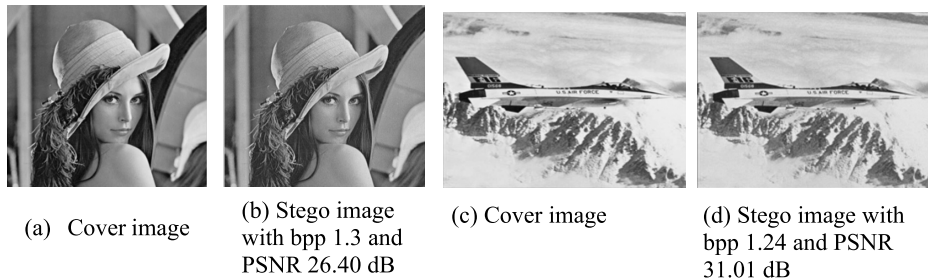 U.S. AIR FORCE
U.S. AIR FORCE
(a) Cover image
(b) Stego image
with bpp 1.3 and
PSNR 26.40 dB
(c) Cover image
(d) Stego image with
bpp 1.24 and PSNR
31.01 dB